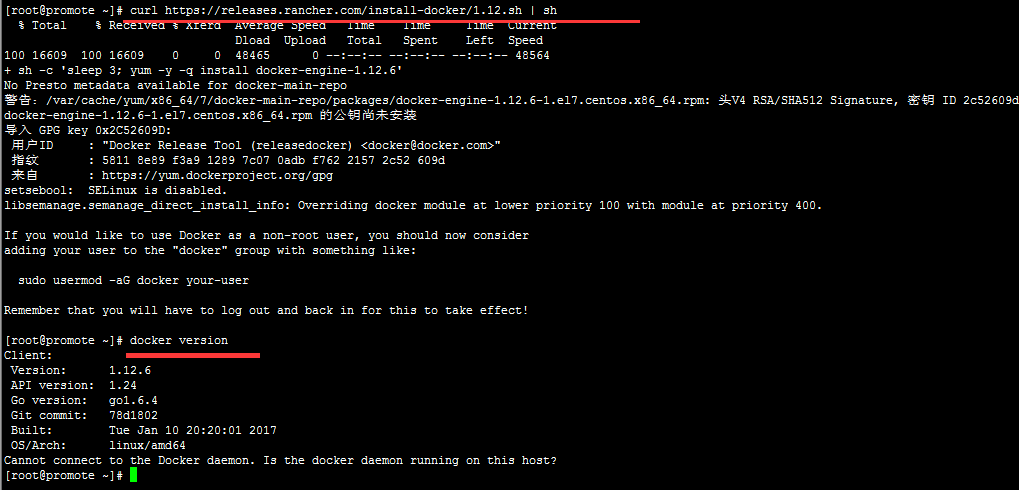 [root@promote ~]# curl https://releases.rancher.com/install-docker/1.12.sh | sh
  % Total    % Received % Xferd  Average Speed   Time    Time     Time  Current
                                 Dload  Upload   Total   Spent    Left  Speed
100 16609  100 16609    0     0  48465      0 --:--:-- --:--:-- --:--:-- 48564
+ sh -c 'sleep 3; yum -y -q install docker-engine-1.12.6'
No Presto metadata available for docker-main-repo
警告：/var/cache/yum/x86_64/7/docker-main-repo/packages/docker-engine-1.12.6-1.el7.centos.x86_64.rpm: 头V4 RSA/SHA512 Signature, 密钥 ID 2c52609d
docker-engine-1.12.6-1.el7.centos.x86_64.rpm 的公钥尚未安装
导入 GPG key 0x2C52609D:
 用户ID     : "Docker Release Tool (releasedocker) <docker@docker.com>"
 指纹       : 5811 8e89 f3a9 1289 7c07 0adb f762 2157 2c52 609d
 来自       : https://yum.dockerproject.org/gpg
setsebool:  SELinux is disabled.
libsemanage.semanage_direct_install_info: Overriding docker module at lower priority 100 with module at priority 400.
If you would like to use Docker as a non-root user, you should now consider
adding your user to the "docker" group with something like:
  sudo usermod -aG docker your-user
Remember that you will have to log out and back in for this to take effect!
[root@promote ~]# docker version
Client:
 Version:      1.12.6
 API version:  1.24
 Go version:   go1.6.4
 Git commit:   78d1802
 Built:        Tue Jan 10 20:20:01 2017
 OS/Arch:      linux/amd64
Cannot connect to the Docker daemon. Is the docker daemon running on this host?
[root@promote ~]#